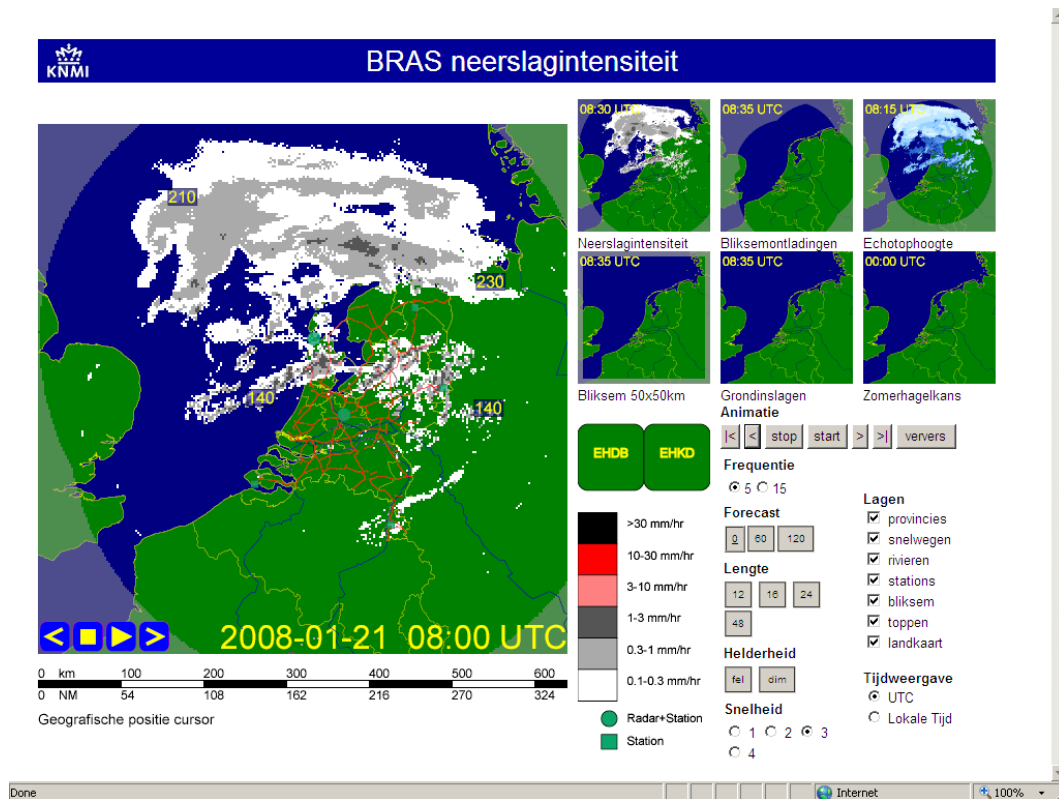 KNMI
BRAS neerslagintensiteit
210
230
140
140
< ■ ▶ >
2008-01-21 08:00 UTC
0 km 100 200 300 400 500 600
0 NM 54 108 162 216 270 324
Geografische positie cursor
08:30 UTC
08:35 UTC
08:15 UTC
Neerslagintensiteit
Bliksemontladingen
Echotophoogte
08:35 UTC
08:35 UTC
00:00 UTC
Bliksem 50x50km
Grondinslagen
Zomerhagelkans
EHDB
EHKD
>30 mm/hr
10-30 mm/hr
3-10 mm/hr
1-3 mm/hr
0.3-1 mm/hr
0.1-0.3 mm/hr
Radar+Station
Station
Animatie
|< < stop start > >| ververs
Frequentie
5 15
Forecast
0 60 120
Lengte
12 16 24
48
Helderheid
fel dim
Snelheid
1 2 3
4
Lagen
provincies
snelwegen
rivieren
stations
bliksem
toppen
landkaart
Tijdweergave
UTC
Lokale Tijd
Done
Internet
100%